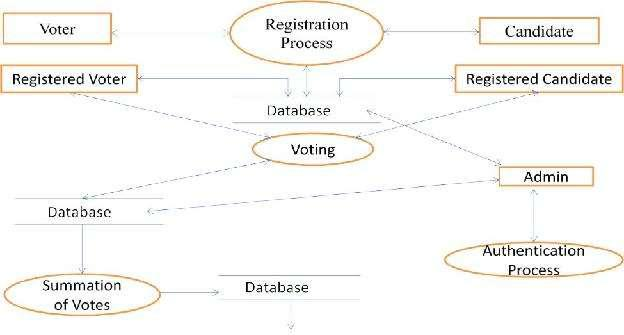 Voter
Registration
Process
Candidate
Registered Voter
Registered Candidate
Database
Voting
Admin
Database
Authentication
Process
Summation
of Votes
Database